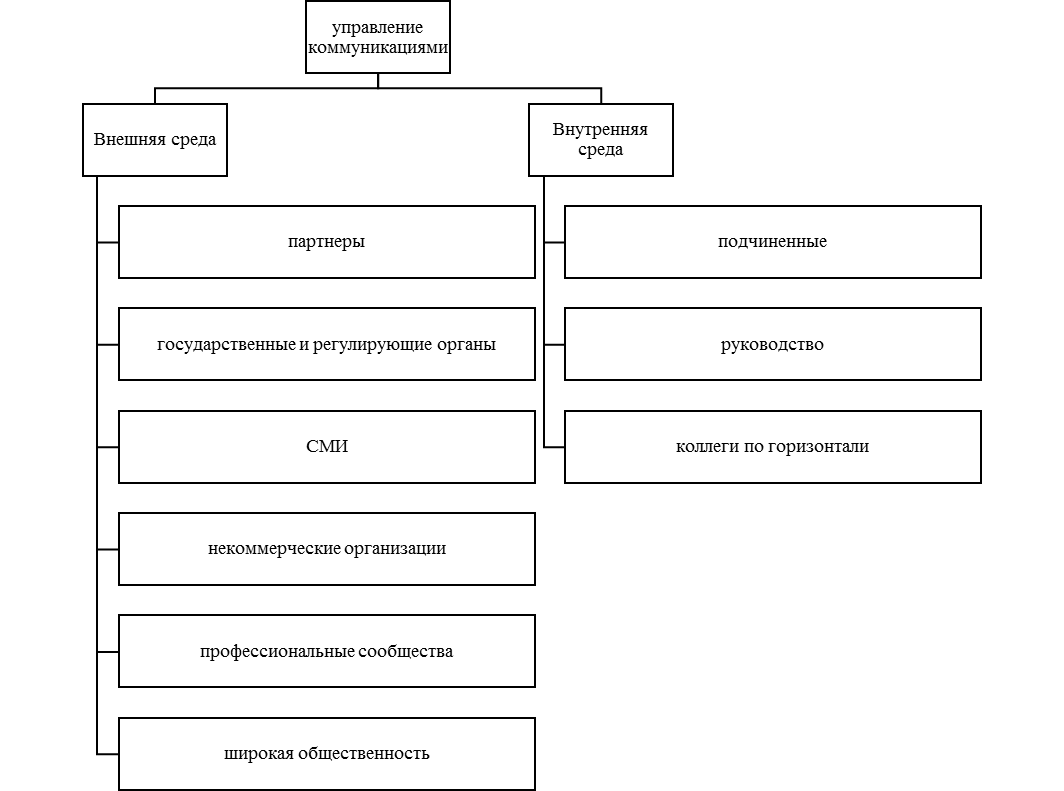 управление
коммуникациями
Внешняя среда
партнеры
государственные и регулирующие органы
СМИ
некоммерческие организации
профессиональные сообщества
широкая общественность
Внутренняя
среда
подчиненные
руководство
коллеги по горизонтали